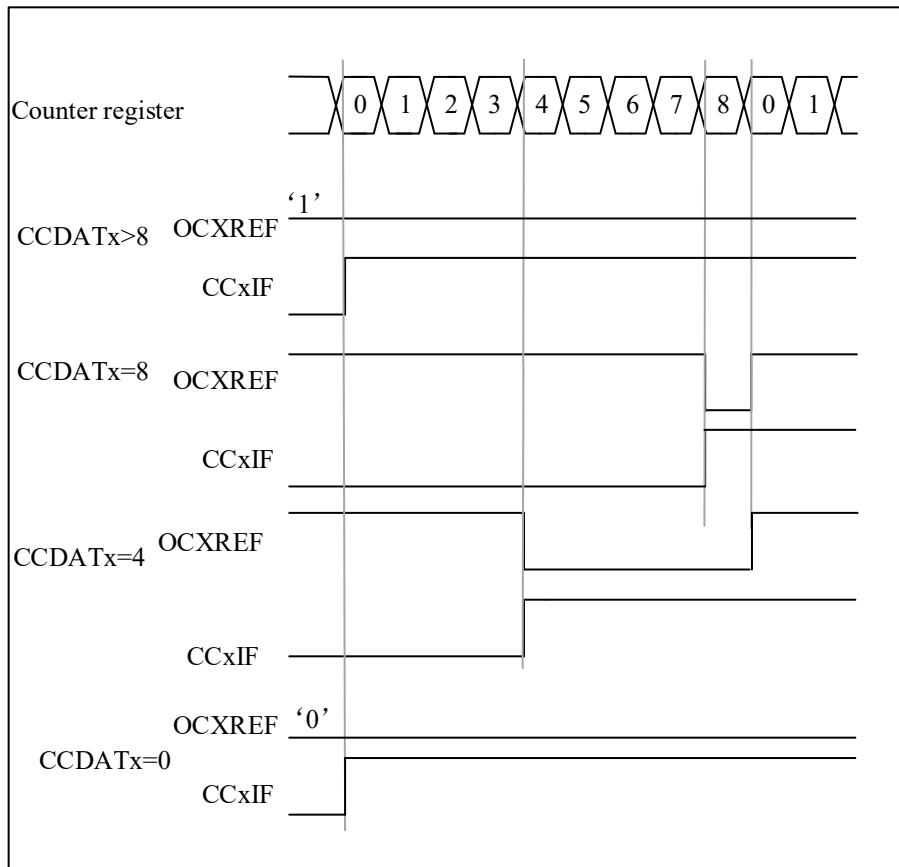 Counter register 0 1 2 3 4 5 6 7 8 0 1
‘1’
CCDATx>8 OCXREF
CCxIF
CCDATx=8 OCXREF
CCxIF
CCDATx=4 OCXREF
CCxIF
OCXREF ‘0’
CCDATx=0
CCxIF